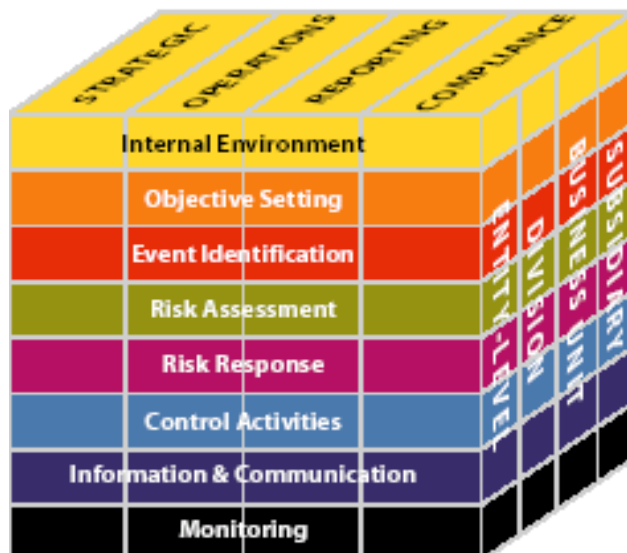 STRATEGIC
OPERATIONS
REPORTING
COMPLIANCE
Internal Environment
Objective Setting
Event Identification
Risk Assessment
Risk Response
Control Activities
Information & Communication
Monitoring
ENTITY-LEVEL
DIVISION
BUSINESS UNIT
SUBSIDIARY